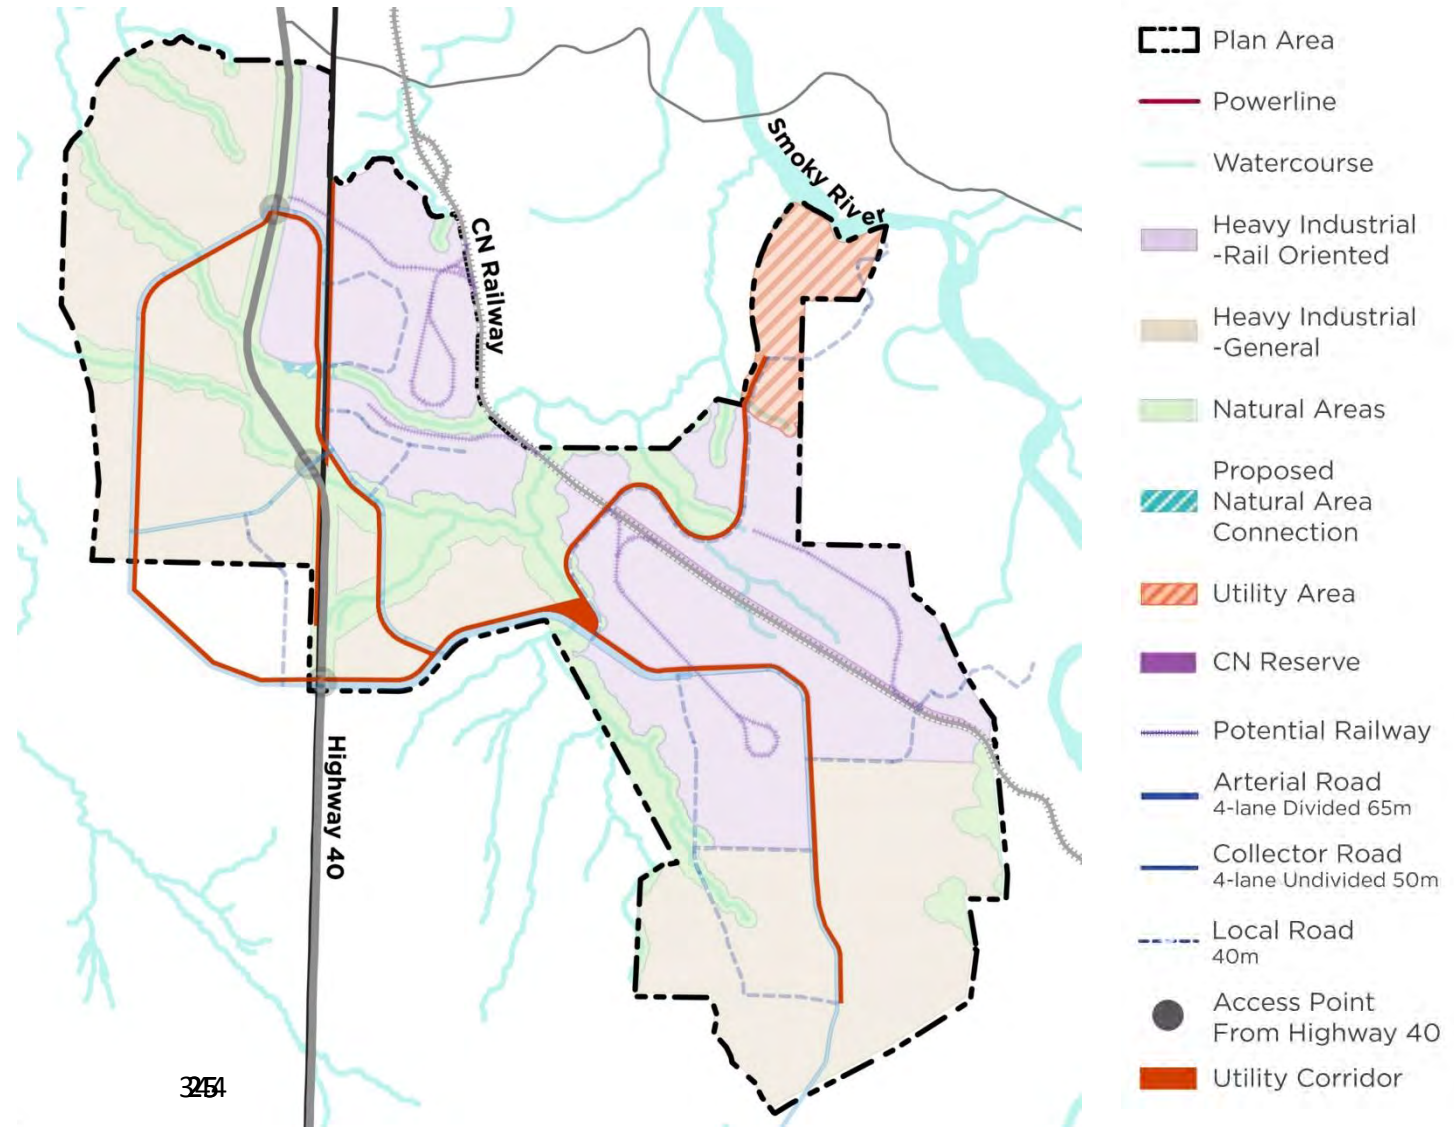 Smoky River
CN Railway
Highway 40
Plan Area
Powerline
Watercourse
Heavy Industrial
-Rail Oriented
Heavy Industrial
-General
Natural Areas
Proposed
Natural Area
Connection
Utility Area
CN Reserve
Potential Railway
Arterial Road
4-lane Divided 65m
Collector Road
4-lane Undivided 50m
Local Road
40m
Access Point
From Highway 40
Utility Corridor